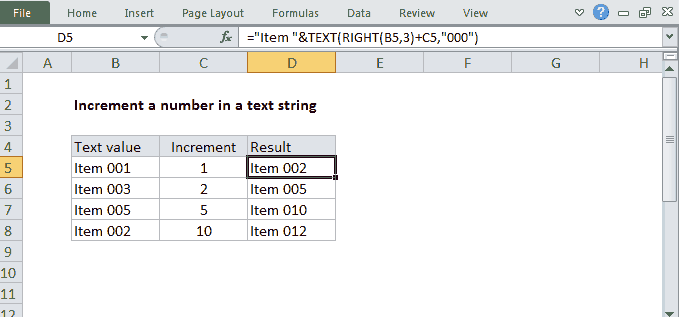 File Home Insert Page Layout Formulas Data Review View ?
D5 fx ="Item "&TEXT(RIGHT(B5,3)+C5,"000")
A B C D E F G H
1
2 Increment a number in a text string
3
4 Text value Increment Result
5 Item 001 1 Item 002
6 Item 003 2 Item 005
7 Item 005 5 Item 010
8 Item 002 10 Item 012
9
10
11
12